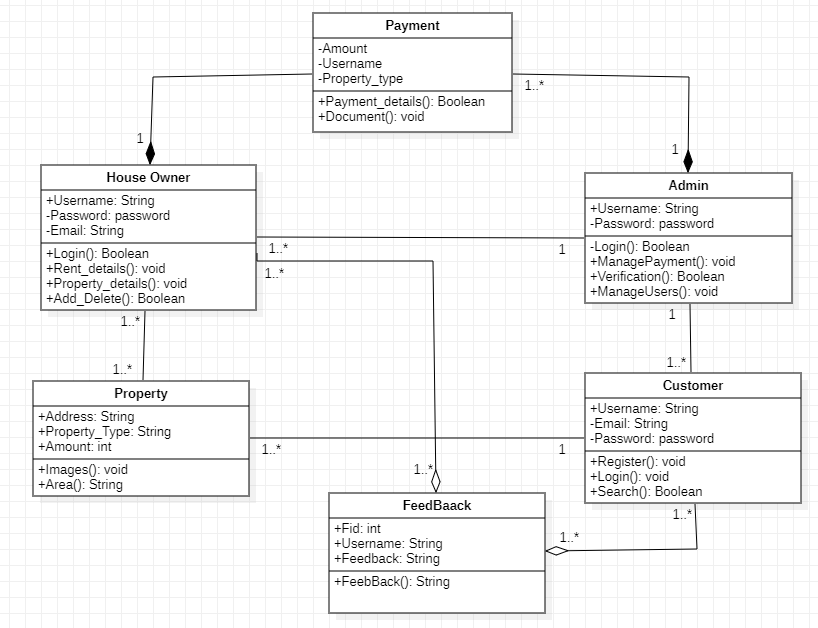 Payment
-Amount
-Username
-Property_type
+Payment_details(): Boolean
+Document(): void
1..*
1
1
House Owner
+Username: String
-Password: password
-Email: String
+Login(): Boolean
+Rent_details(): void
+Property_details(): void
+Add_Delete(): Boolean
Admin
+Username: String
-Password: password
-Login(): Boolean
+ManagePayment(): void
+Verification(): Boolean
+ManageUsers(): void
1..*
1
1..*
1..*
1
1..*
1..*
Property
+Address: String
+Property_Type: String
+Amount: int
+Images(): void
+Area(): String
Customer
+Username: String
-Email: String
-Password: password
+Register(): void
+Login(): void
+Search(): Boolean
1..*
1
1..*
1..*
FeedBaack
+Fid: int
+Username: String
+Feedback: String
+FeebBack(): String
1..*